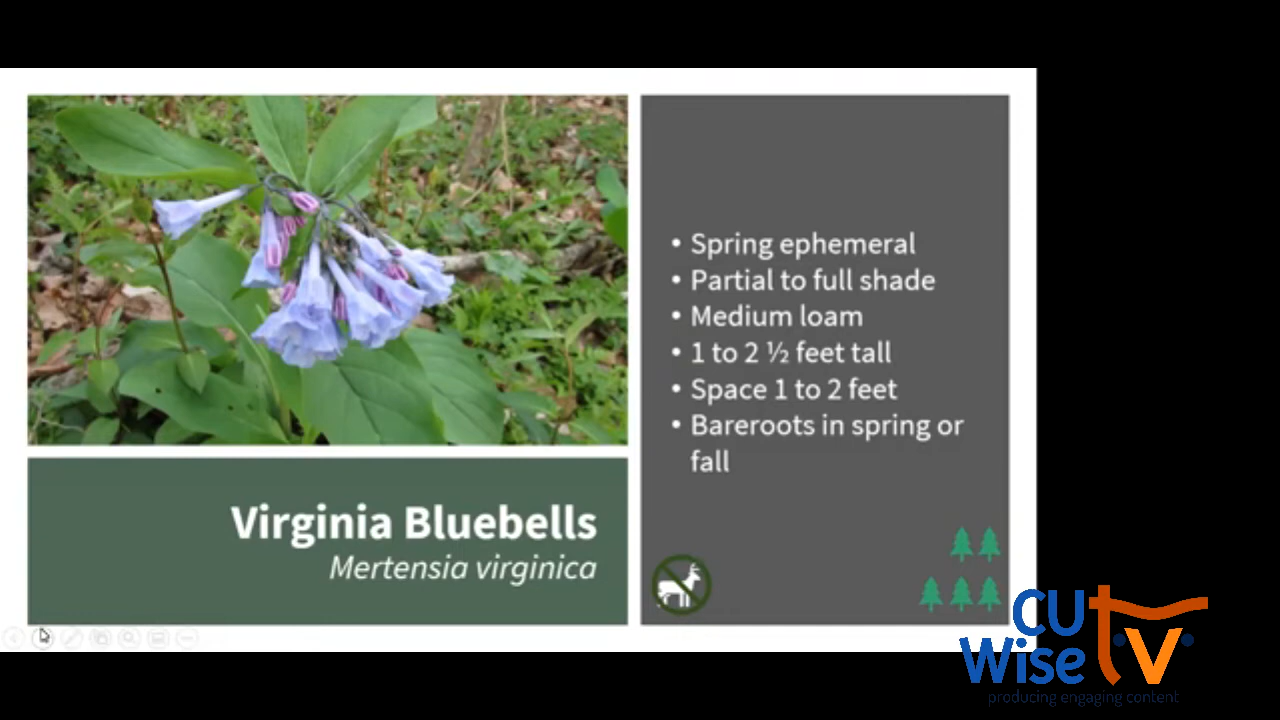 Spring ephemeral
Partial to full shade
Medium loam
1 to 2 ½ feet tall
Space 1 to 2 feet
Bareroots in spring or
fall
Virginia Bluebells
Mertensia virginica
CU
Wise tv
producing engaging content